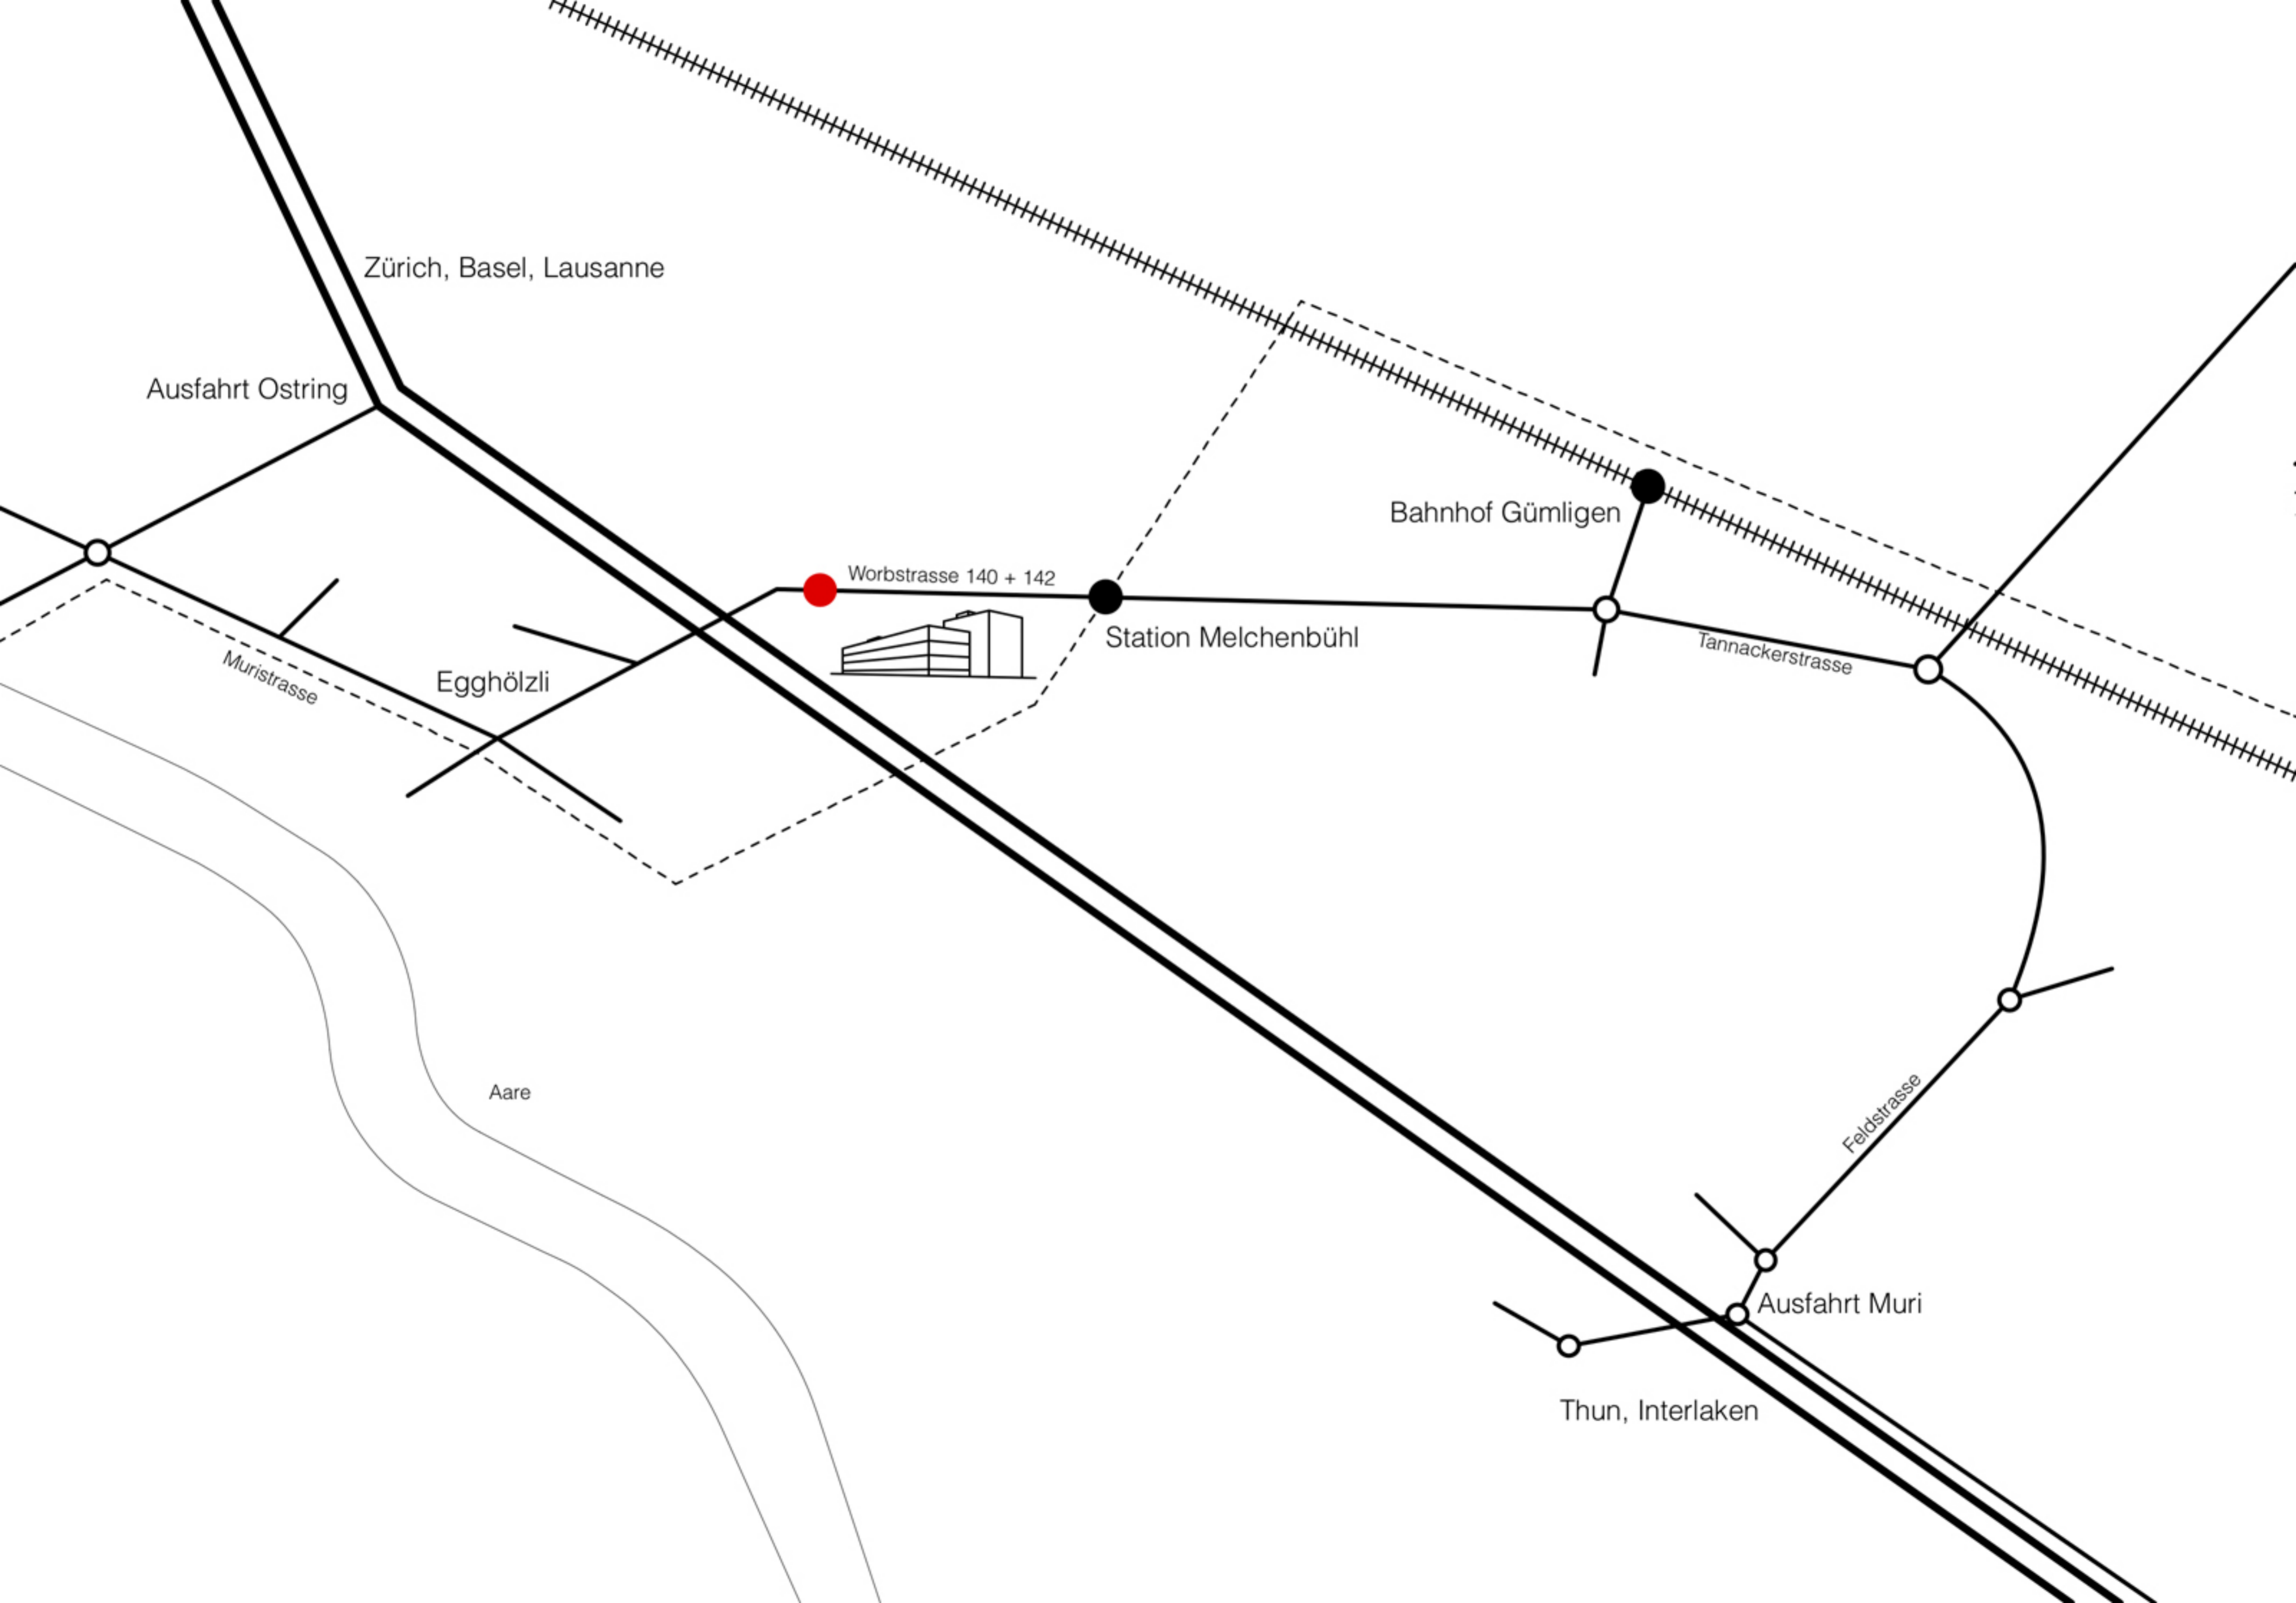 Zürich, Basel, Lausanne
Ausfahrt Ostring
Bahnhof Gümligen
Worbstrasse 140 + 142
Station Melchenbühl
Tannackerstrasse
Muristrasse
Egghölzli
Aare
Feldstrasse
Ausfahrt Muri
Thun, Interlaken